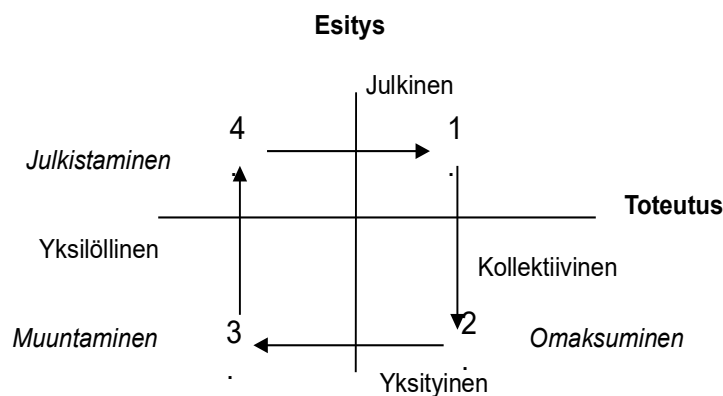 Esitys
Julkinen
4.
1.
Julkistaminen
Toteutus
Yksilöllinen
Kollektiivinen
Muuntaminen
3.
2.
Omaksuminen
Yksityinen